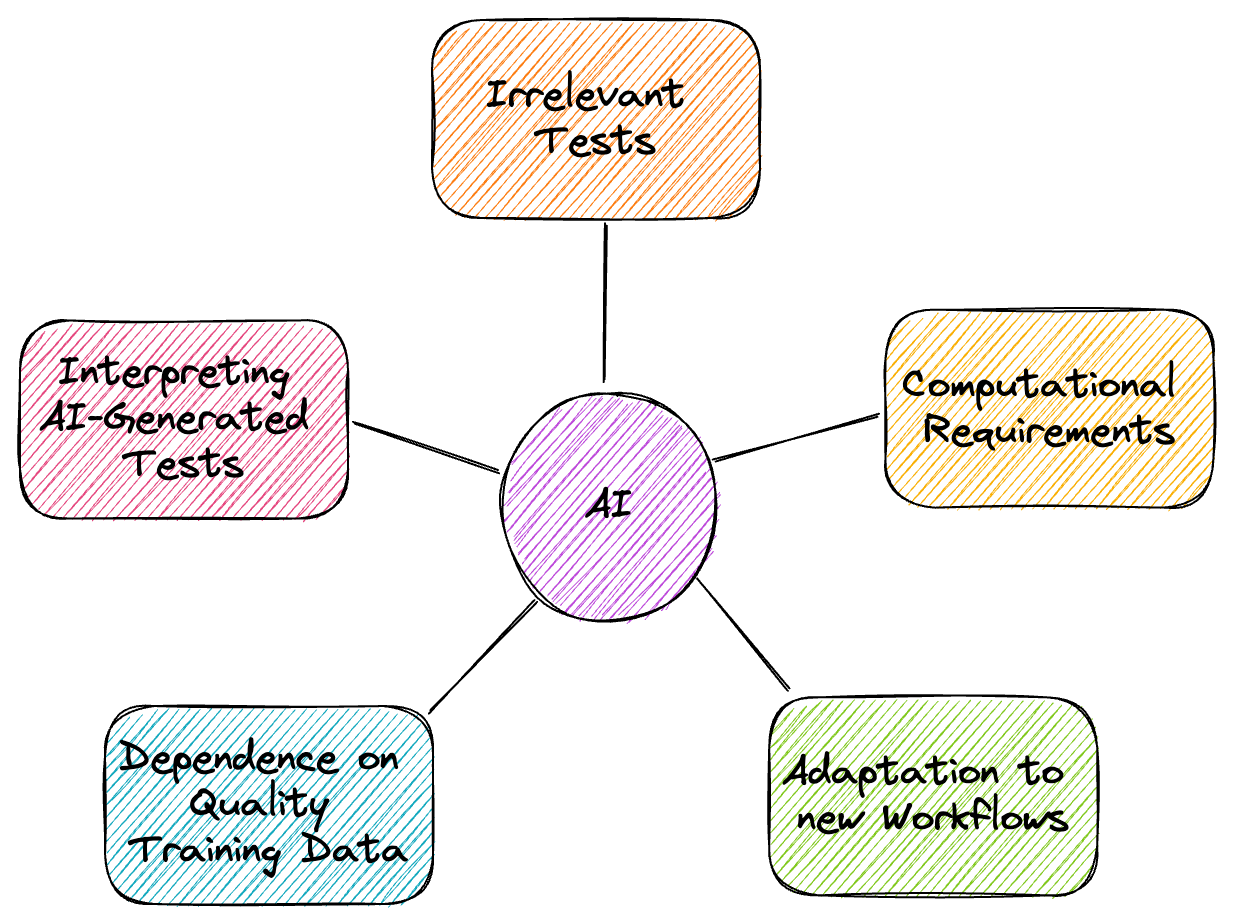 Irrelevant
Tests
Interpreting
AI-Generated
Tests
Computational
Requirements
AI
Dependence on
Quality
Training Data
Adaptation to
new Workflows